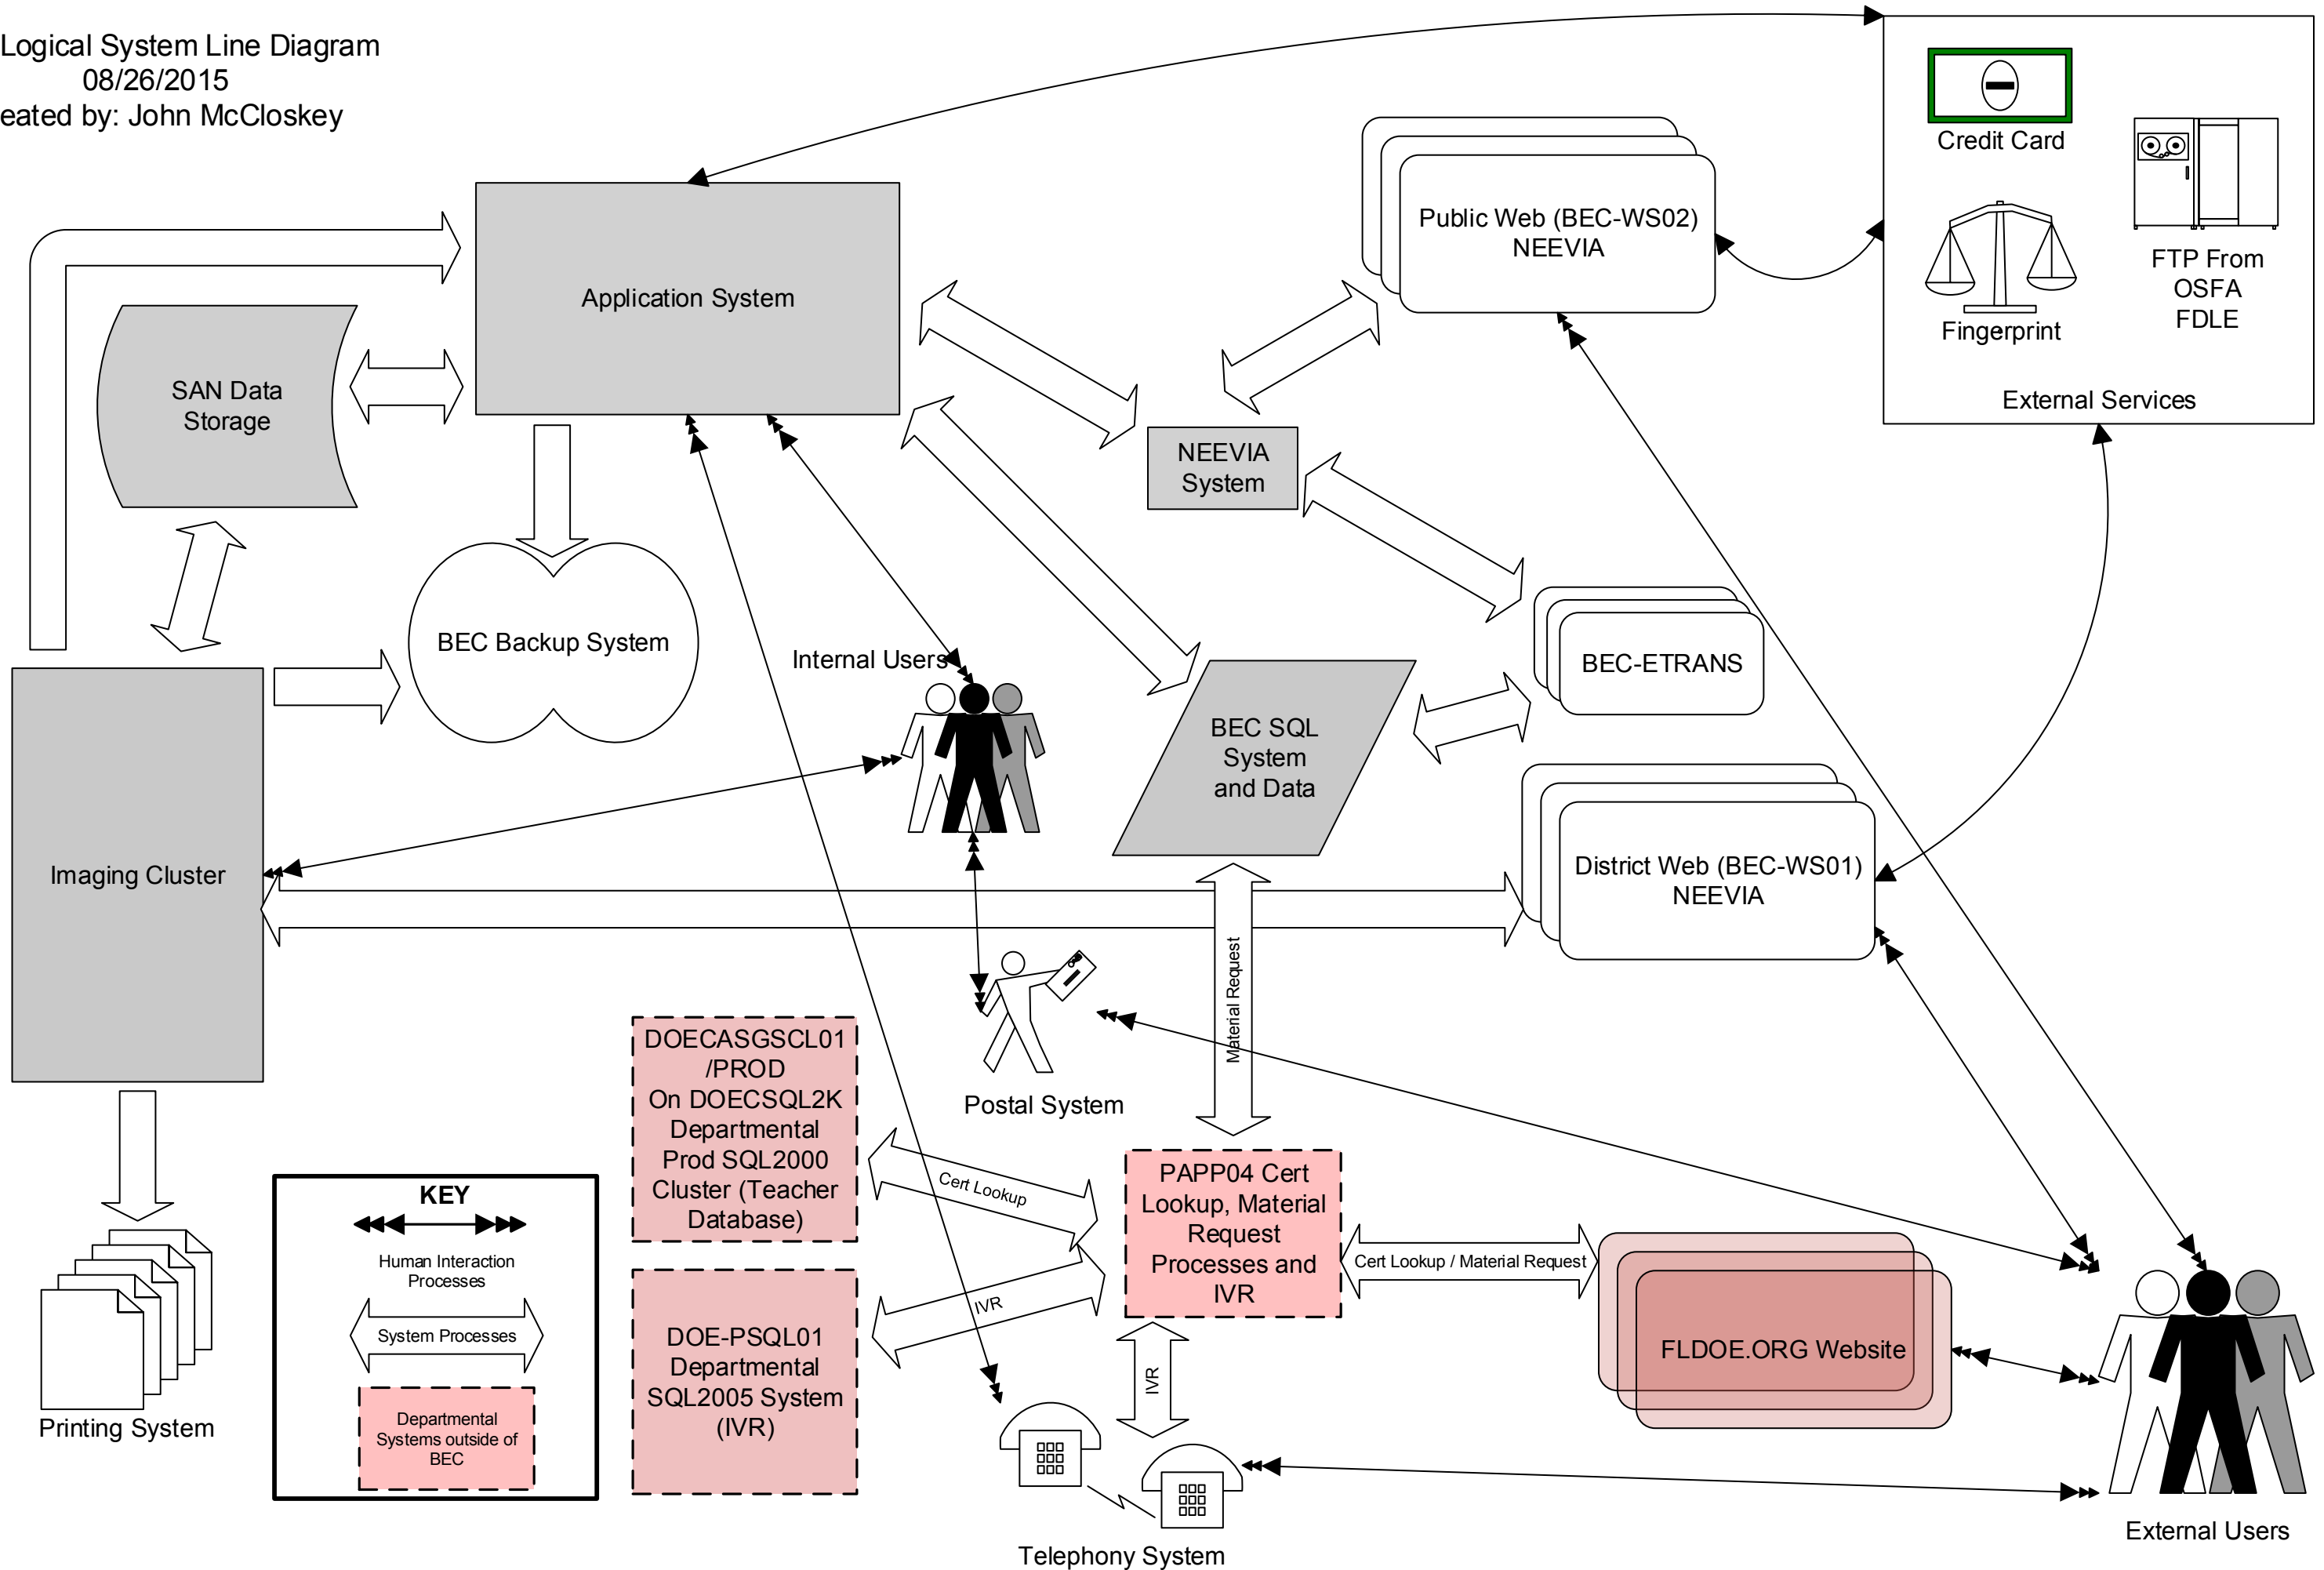 Logical System Line Diagram
08/26/2015
eated by: John McCloskey
Credit Card
Fingerprint
FTP From
OSFA
FDLE
External Services
Public Web (BEC-WS02)
NEEVIA
Application System
SAN Data
Storage
NEEVIA
System
BEC Backup System
Internal Users
BEC-ETRANS
BEC SQL
System
and Data
Imaging Cluster
District Web (BEC-WS01)
NEEVIA
Material Request
Postal System
DOECASGSCL01
/PROD
On DOECSQL2K
Departmental
Prod SQL2000
Cluster (Teacher
Database)
Cert Lookup
PAPP04 Cert
Lookup, Material
Request
Processes and
IVR
Cert Lookup / Material Request
FLDOE.ORG Website
IVR
DOE-PSQL01
Departmental
SQL2005 System
(IVR)
IVR
KEY
Human Interaction
Processes
System Processes
Departmental
Systems outside of
BEC
Printing System
Telephony System
External Users